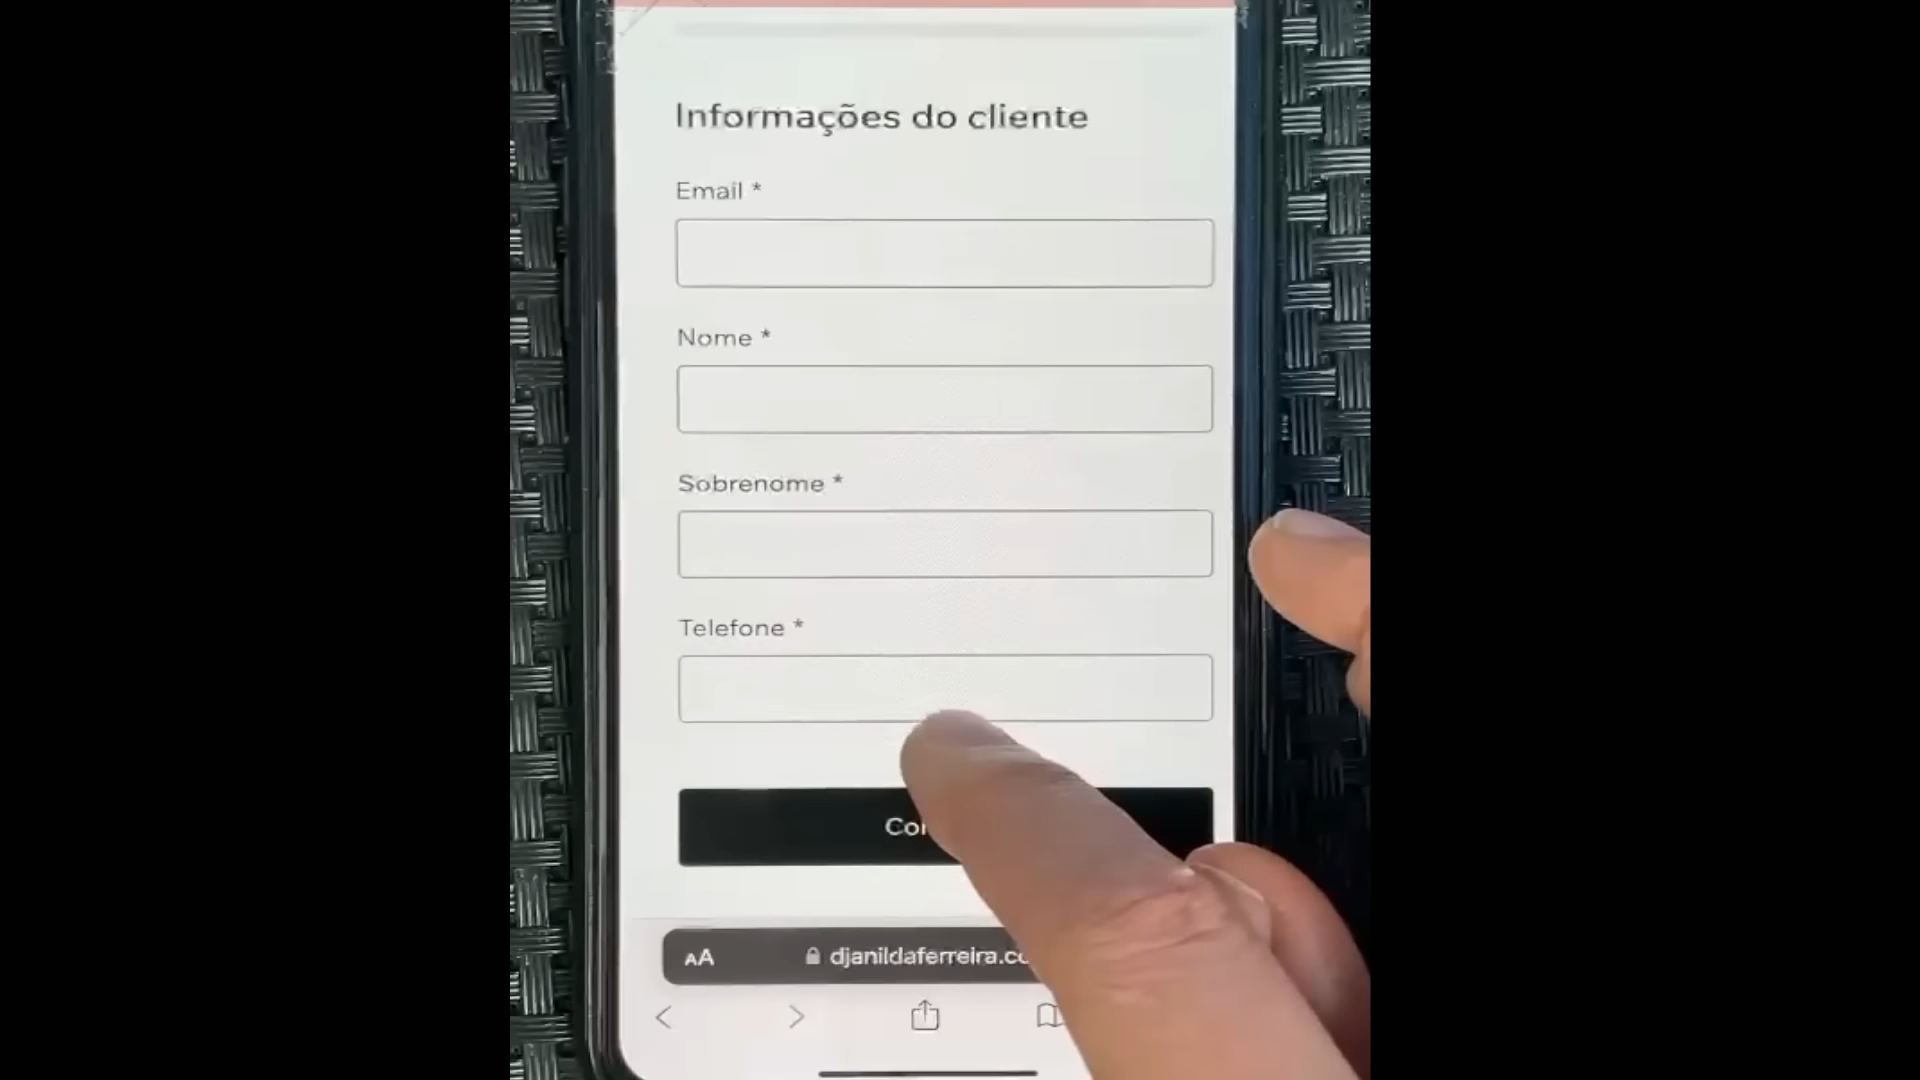 Informações do cliente
Email *
Nome *
Sobrenome *
Telefone *
AA
djanildaferreira.co